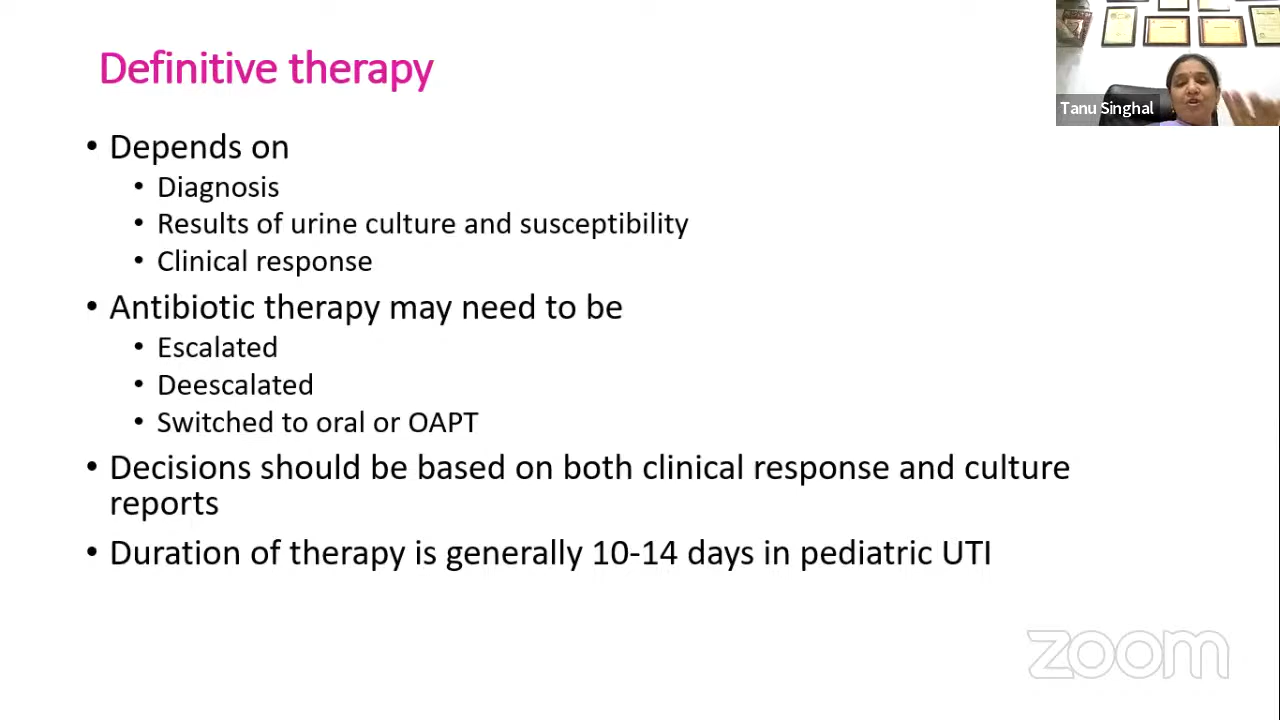 Definitive therapy
Tanu Singhal
• Depends on
• Diagnosis
• Results of urine culture and susceptibility
• Clinical response
• Antibiotic therapy may need to be
• Escalated
• Deescalated
• Switched to oral or OAPT
• Decisions should be based on both clinical response and culture
reports
• Duration of therapy is generally 10-14 days in pediatric UTI
zoom